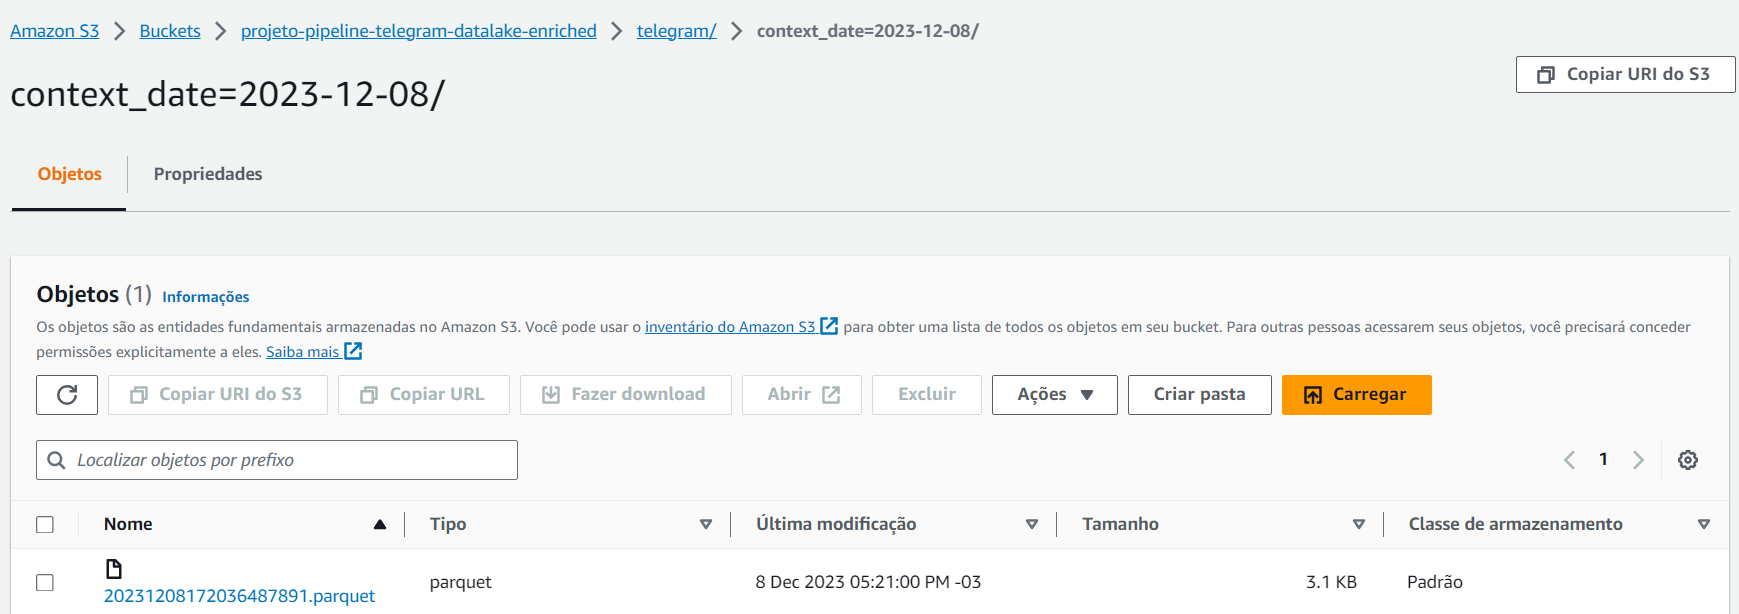 Amazon S3 > Buckets > projeto-pipeline-telegram-datalake-enriched > telegram/ > context_date=2023-12-08/
Copiar URI do S3
context_date=2023-12-08/
Objetos Propriedades
Objetos (1) Informações
Os objetos são as entidades fundamentais armazenadas no Amazon S3. Você pode usar o inventário do Amazon S3 para obter uma lista de todos os objetos em seu bucket. Para outras pessoas acessarem seus objetos, você precisará conceder
permissões explicitamente a eles. Saiba mais
Copiar URI do S3 Copiar URL Fazer download Abrir Excluir Ações Criar pasta Carregar
Localizar objetos por prefixo
1
Nome Tipo Última modificação Tamanho Classe de armazenamento
20231208172036487891.parquet parquet 8 Dec 2023 05:21:00 PM -03 3.1 KB Padrão